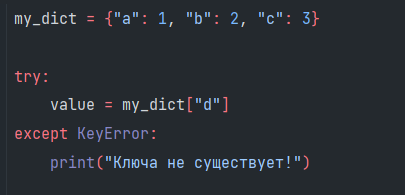 my_dict = {"a": 1, "b": 2, "c": 3}
try:
    value = my_dict["d"]
except KeyError:
    print("Ключа не существует!")